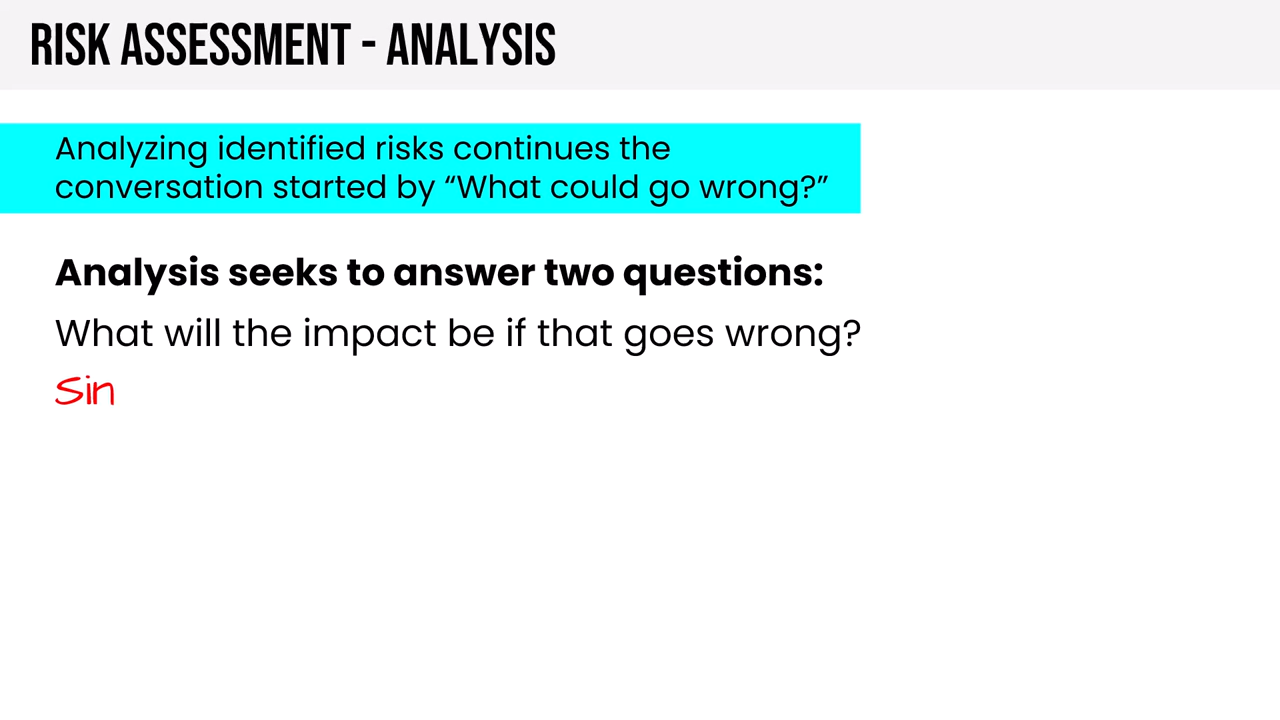 RISK ASSESSMENT - ANALYSIS
Analyzing identified risks continues the
conversation started by “What could go wrong?”
Analysis seeks to answer two questions:
What will the impact be if that goes wrong?
Sin